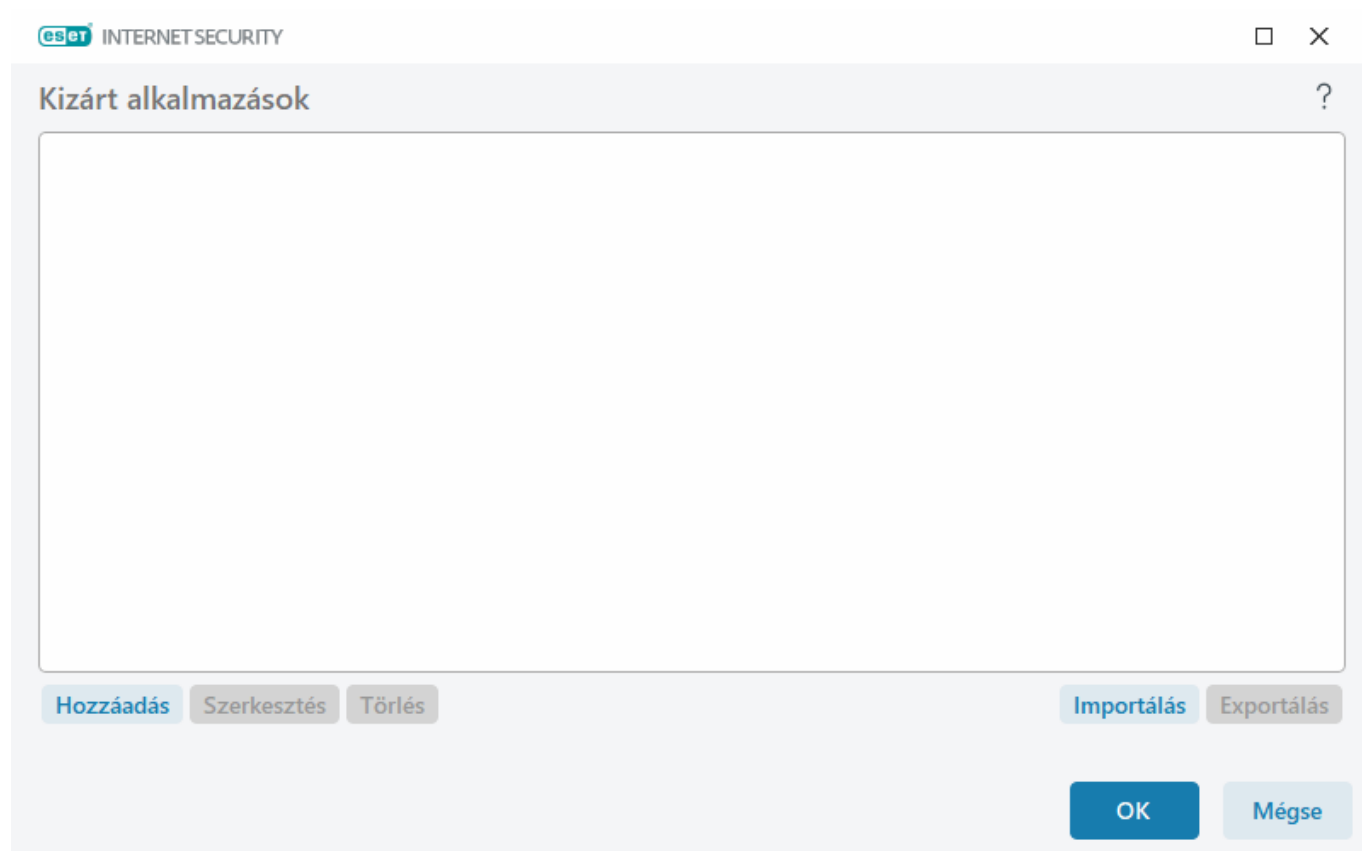 eseT INTERNET SECURITY
Kizárt alkalmazások ?
Hozzáadás Szerkesztés Törlés Importálás Exportálás
OK Mégse